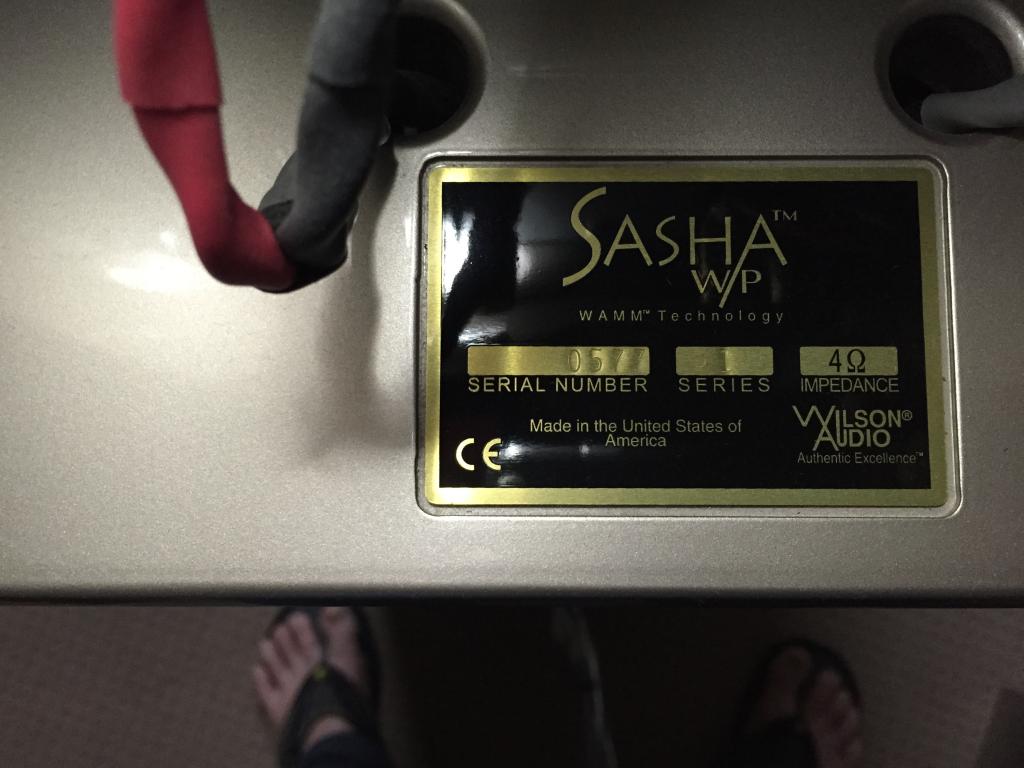 SASHA™
W/P
WAMM™ Technology
0577 1 4Ω
SERIAL NUMBER SERIES IMPEDANCE
Made in the United States of
America
CE
WILSON®
AUDIO
Authentic Excellence™